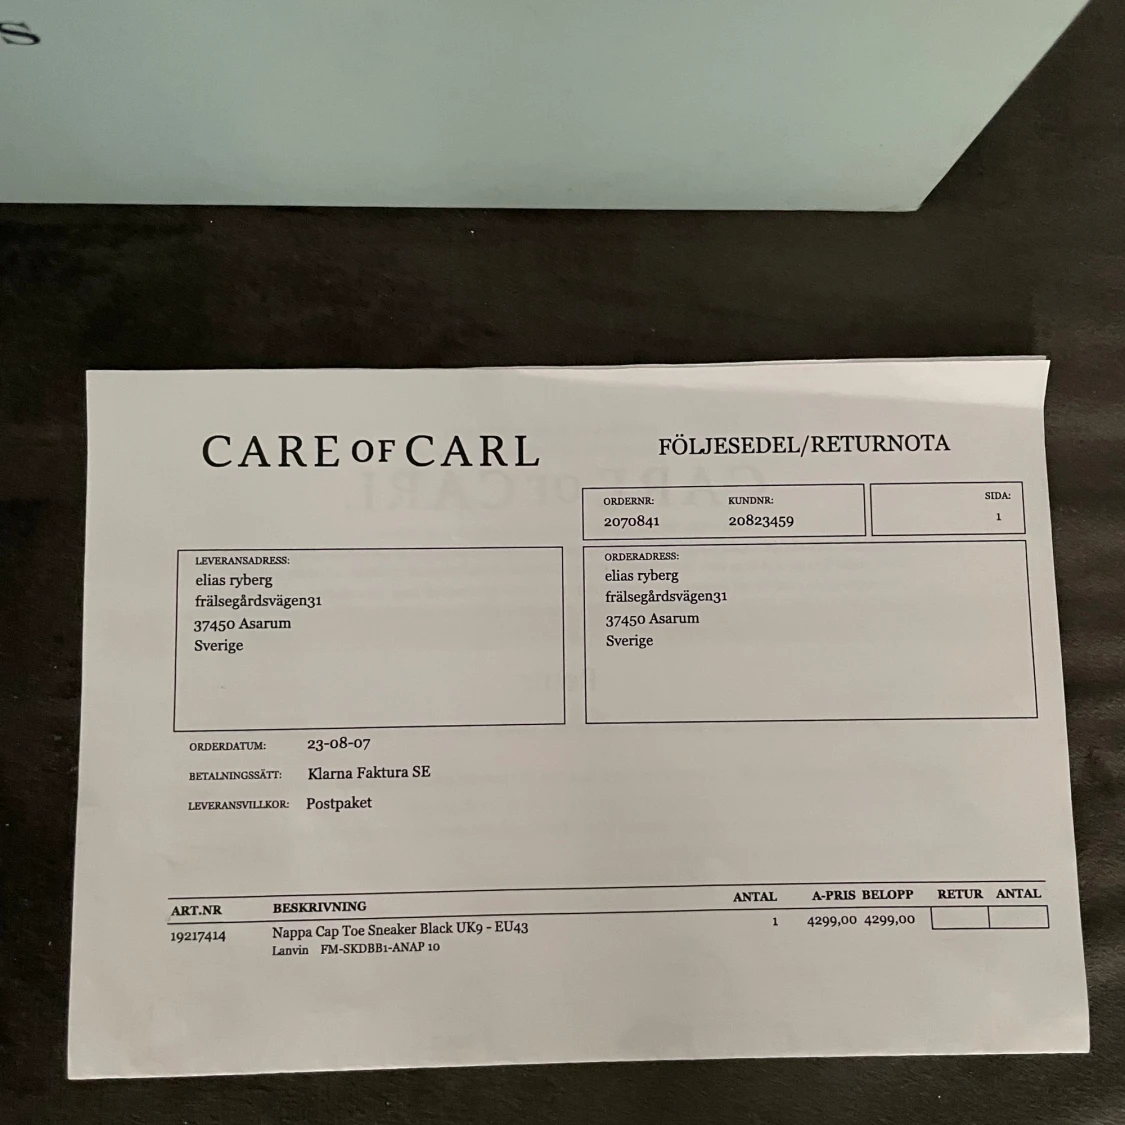 S
CARE OF CARL
FÖLJESEDEL/RETURNOTA
ORDERNR: KUNDNR: SIDA:
2070841 20823459 1
LEVERANSADRESS:
elias ryberg
frälsegårdsvägen31
37450 Asarum
Sverige
ORDERADRESS:
elias ryberg
frälsegårdsvägen31
37450 Asarum
Sverige
ORDERDATUM: 23-08-07
BETALNINGSSÄTT: Klarna Faktura SE
LEVERANSVILLKOR: Postpaket
ART.NR BESKRIVNING ANTAL A-PRIS BELOPP RETUR ANTAL
19217414 Nappa Cap Toe Sneaker Black UK9 - EU43 1 4299,00 4299,00
Lanvin FM-SKDBB1-ANAP 10